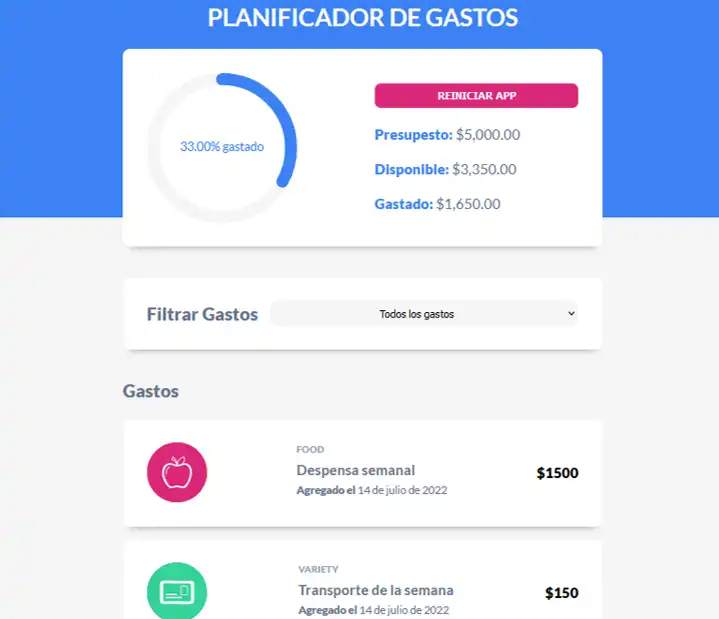 PLANIFICADOR DE GASTOS
33.00% gastado
REINICIAR APP
Presupesto: $5,000.00
Disponible: $3,350.00
Gastado: $1,650.00
Filtrar Gastos
Todos los gastos
Gastos
FOOD
Despensa semanal
Agregado el 14 de julio de 2022
$1500
VARIETY
Transporte de la semana
Agregado el 14 de julio de 2022
$150